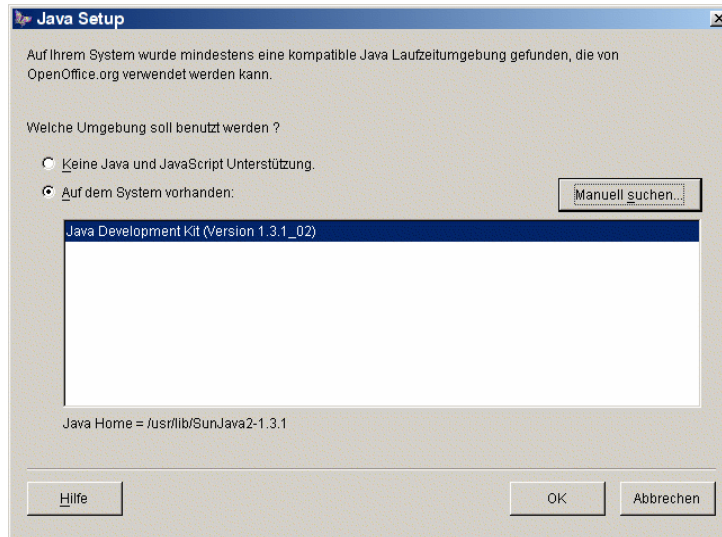 Java Setup
Auf Ihrem System wurde mindestens eine kompatible Java Laufzeitumgebung gefunden, die von
OpenOffice.org verwendet werden kann.
Welche Umgebung soll benutzt werden ?
Keine Java und JavaScript Unterstützung.
Auf dem System vorhanden:
Manuell suchen...
Java Development Kit (Version 1.3.1_02)
Java Home = /usr/lib/SunJava2-1.3.1
Hilfe
OK
Abbrechen